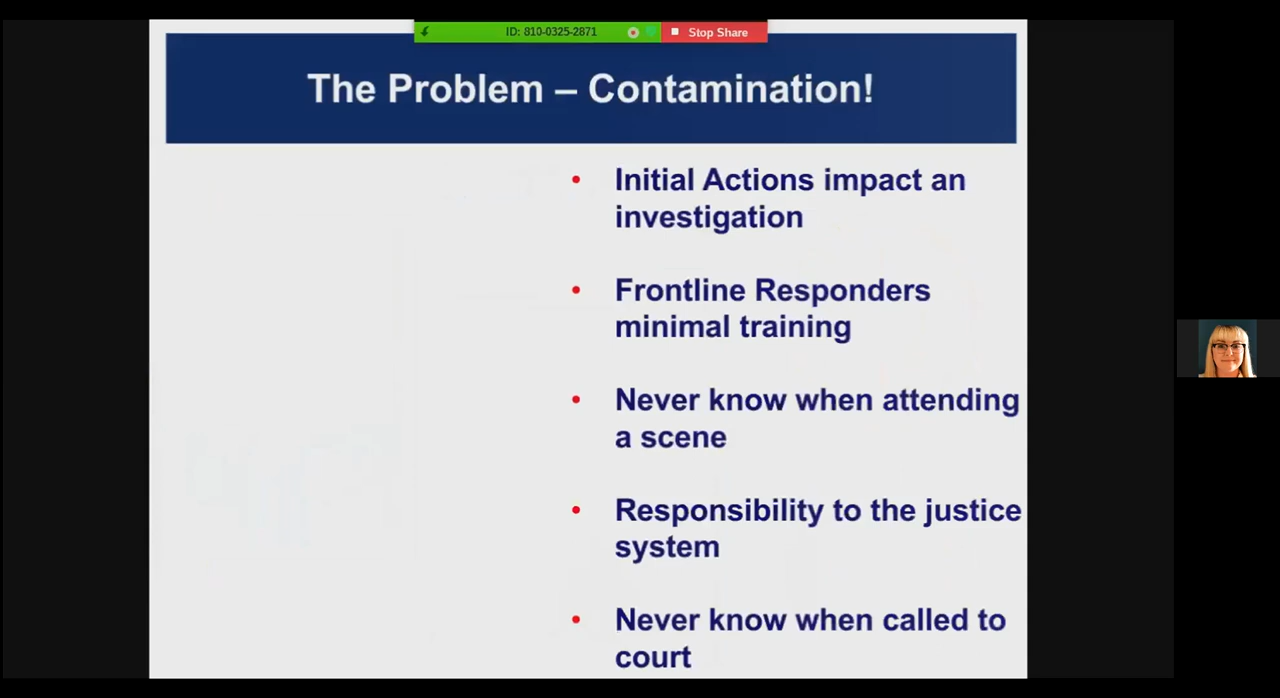 ID: 810-0325-2871
Stop Share
The Problem – Contamination!
• Initial Actions impact an
investigation
• Frontline Responders
minimal training
• Never know when attending
a scene
• Responsibility to the justice
system
• Never know when called to
court